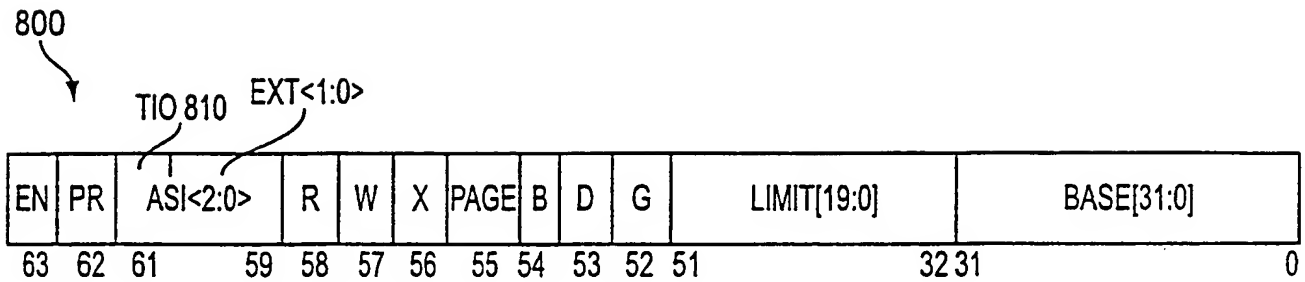 800
TIO 810 EXT<1:0>
EN PR ASI<2:0> R W X PAGE B D G LIMIT[19:0] BASE[31:0]
63 62 61 59 58 57 56 55 54 53 52 51 32 31 0